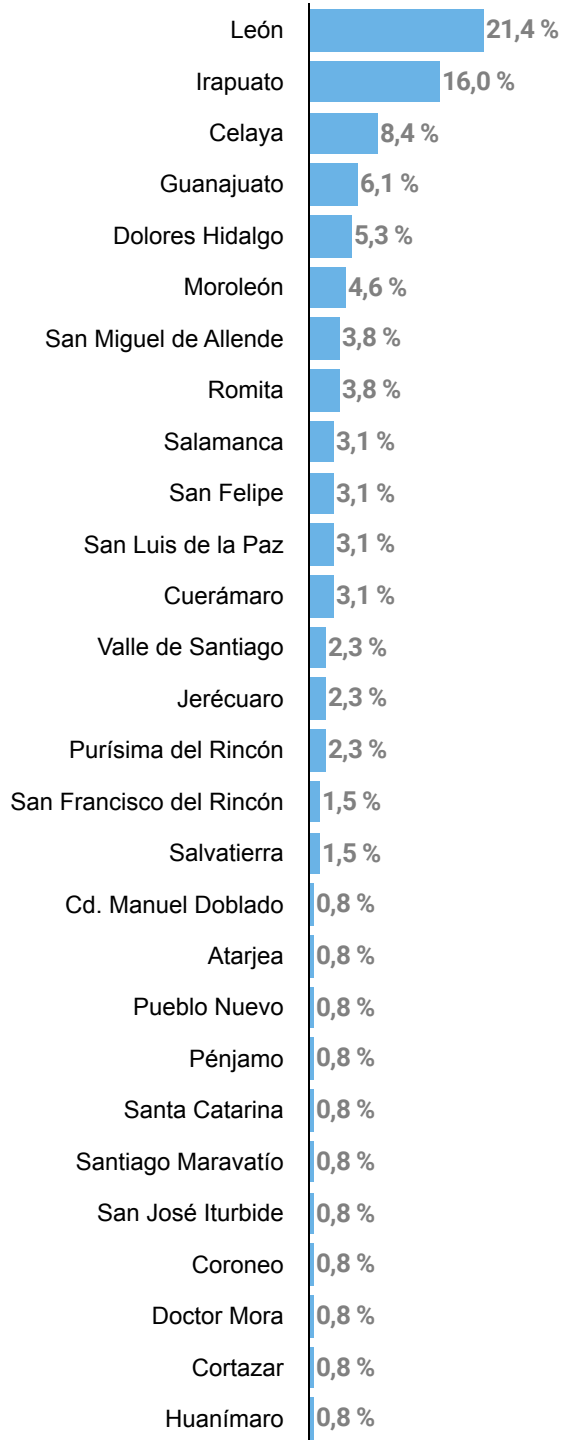 León 21,4 %
Irapuato 16,0 %
Celaya 8,4 %
Guanajuato 6,1 %
Dolores Hidalgo 5,3 %
Moroleón 4,6 %
San Miguel de Allende 3,8 %
Romita 3,8 %
Salamanca 3,1 %
San Felipe 3,1 %
San Luis de la Paz 3,1 %
Cuerámaro 3,1 %
Valle de Santiago 2,3 %
Jerécuaro 2,3 %
Purísima del Rincón 2,3 %
San Francisco del Rincón 1,5 %
Salvatierra 1,5 %
Cd. Manuel Doblado 0,8 %
Atarjea 0,8 %
Pueblo Nuevo 0,8 %
Pénjamo 0,8 %
Santa Catarina 0,8 %
Santiago Maravatío 0,8 %
San José Iturbide 0,8 %
Coroneo 0,8 %
Doctor Mora 0,8 %
Cortazar 0,8 %
Huanímaro 0,8 %